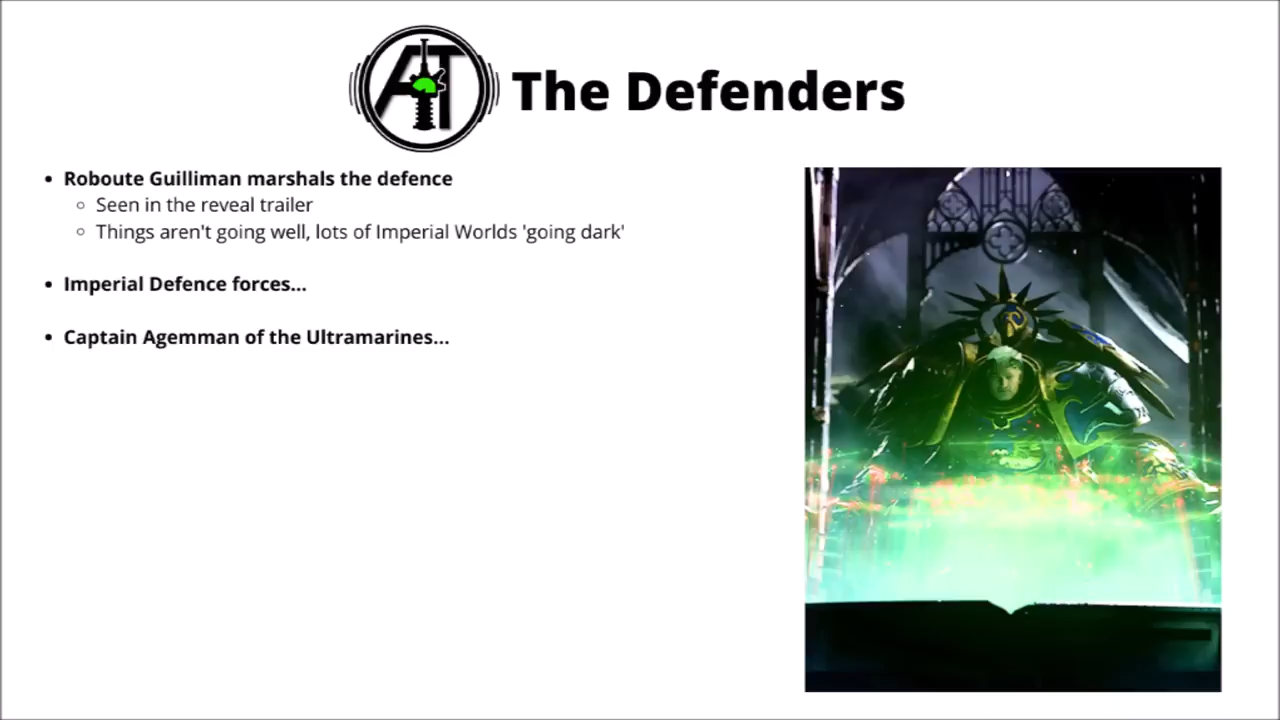 AT
The Defenders
Roboute Guilliman marshals the defence
Seen in the reveal trailer
Things aren't going well, lots of Imperial Worlds 'going dark'
Imperial Defence forces...
Captain Agemman of the Ultramarines...